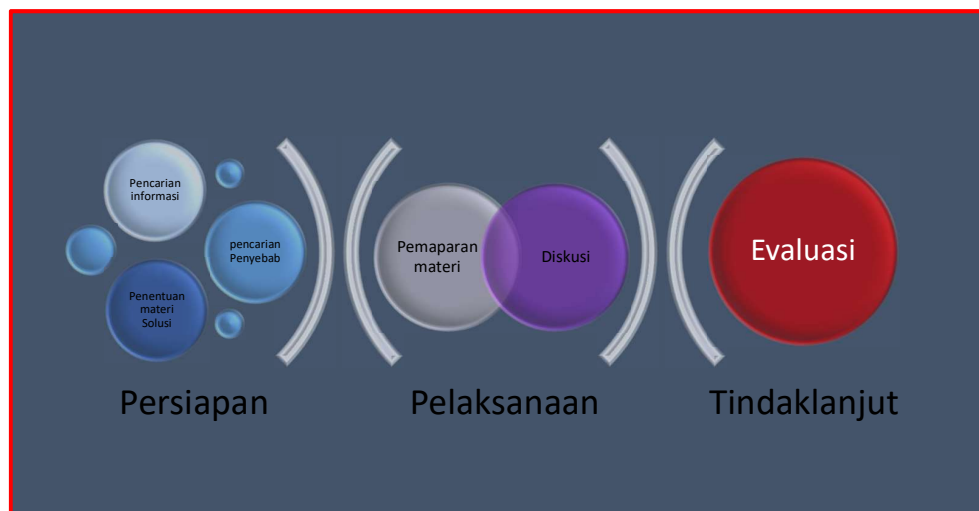 Pencarian
informasi
pencarian
Penyebab
Penentuan
materi
Solusi
Pemaparan
materi
Diskusi
Evaluasi
Persiapan
Pelaksanaan
Tindaklanjut